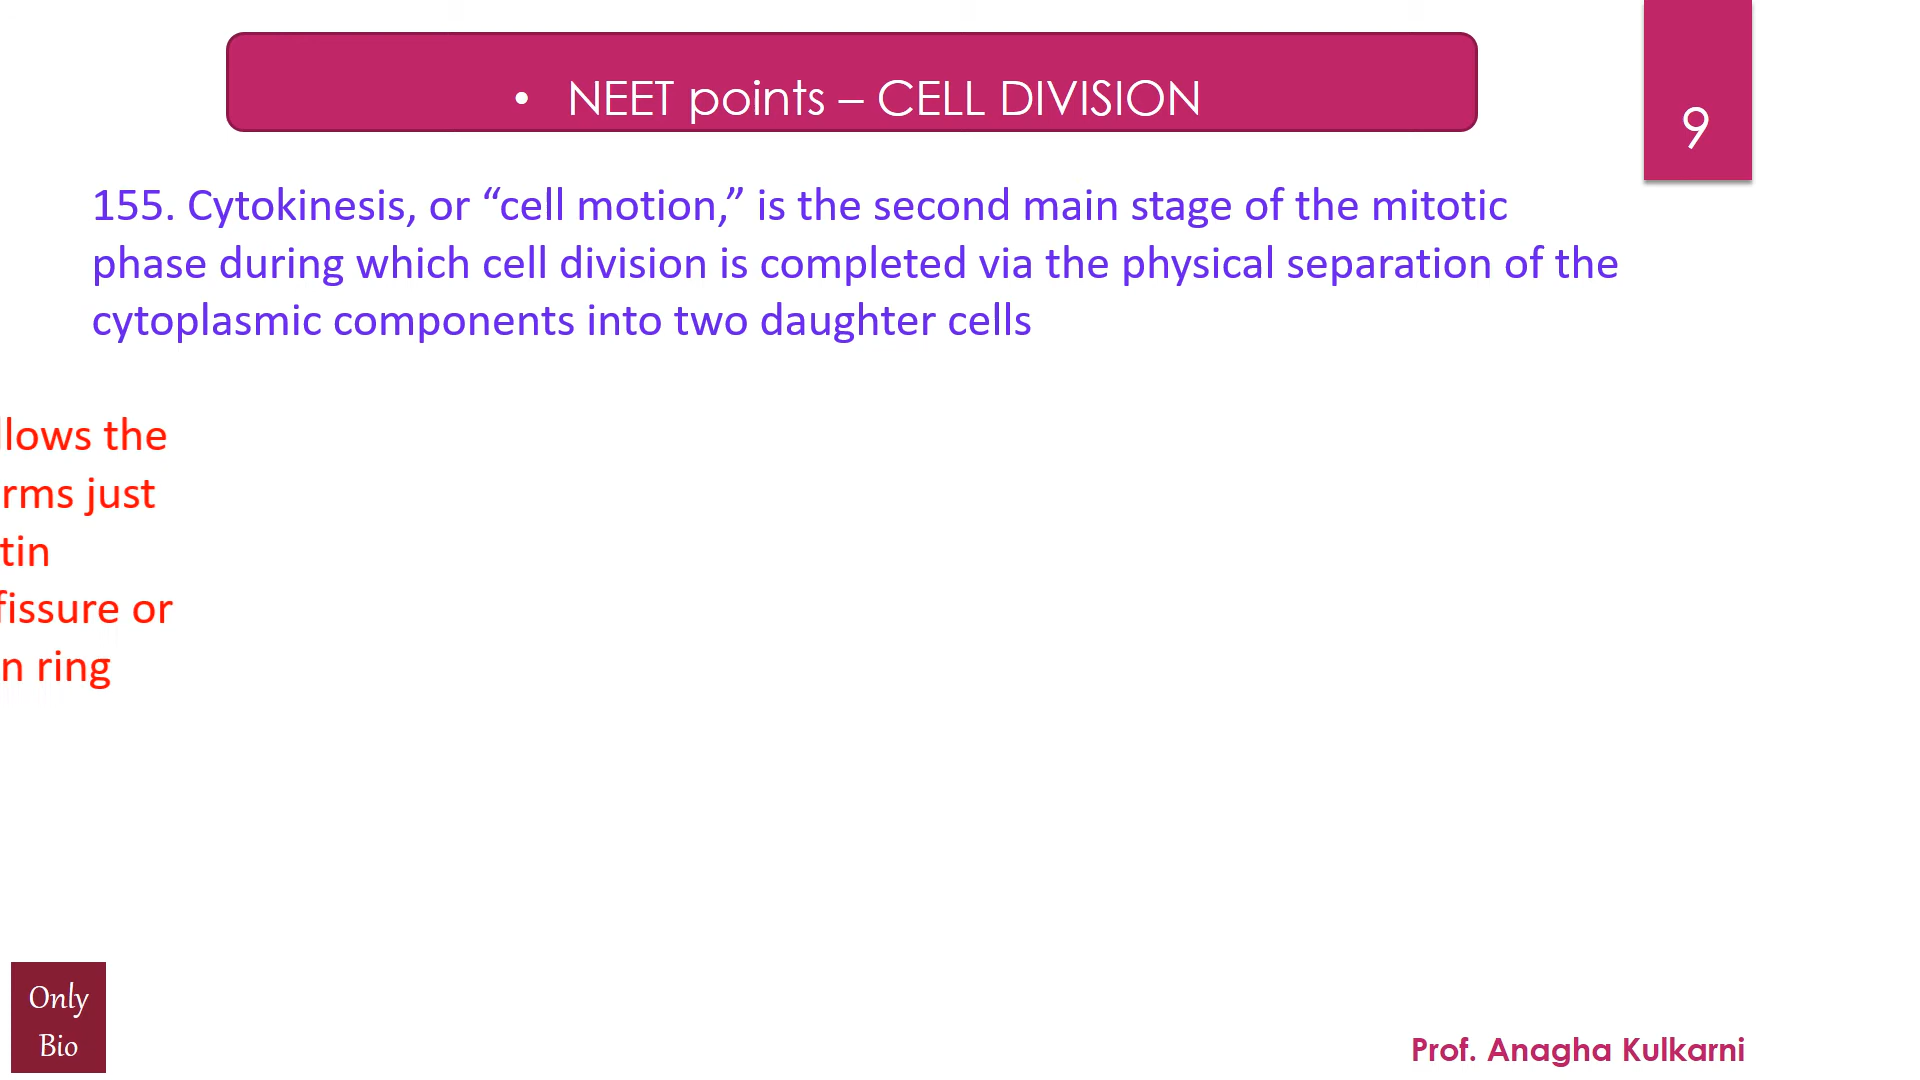 • NEET points – CELL DIVISION
9
155. Cytokinesis, or “cell motion,” is the second main stage of the mitotic
phase during which cell division is completed via the physical separation of the
cytoplasmic components into two daughter cells
llows the
rms just
tin
fissure or
n ring
Only
Bio
Prof. Anagha Kulkarni